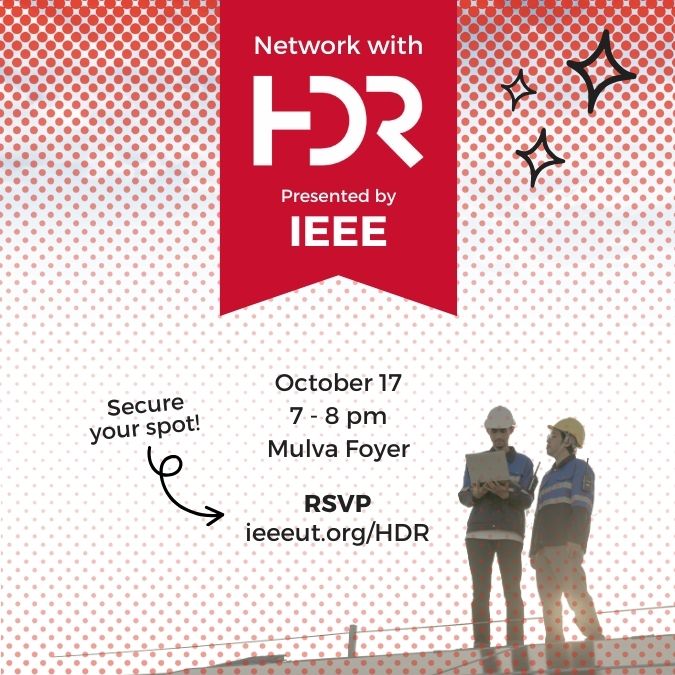 Network with
HDR
Presented by
IEEE
October 17
7 - 8 pm
Mulva Foyer
Secure
your spot!
RSVP
ieeeut.org/HDR